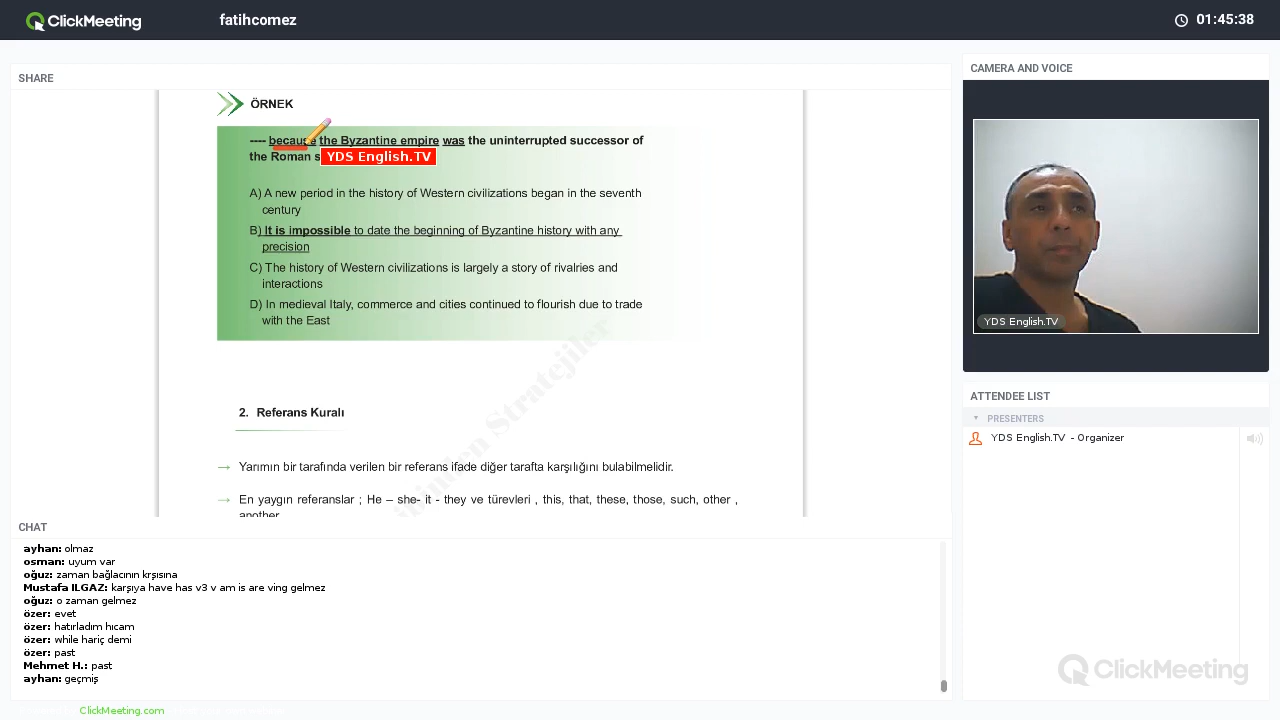 ClickMeeting
fatihcomez
01:45:38
SHARE
ÖRNEK
---- because the Byzantine empire was the uninterrupted successor of
the Roman s
YDS English.TV
A) A new period in the history of Western civilizations began in the seventh
century
B) It is impossible to date the beginning of Byzantine history with any
precision
C) The history of Western civilizations is largely a story of rivalries and
interactions
D) In medieval Italy, commerce and cities continued to flourish due to trade
with the East
2. Referans Kuralı
→ Yarımın bir tarafında verilen bir referans ifade diğer tarafta karşılığını bulabilmelidir.
→ En yaygın referanslar ; He – she- it - they ve türevleri , this, that, these, those, such, other ,
another
Stratejiler
CHAT
ayhan: olmaz
osman: uyum var
oğuz: zaman bağlacının krşısına
Mustafa ILGAZ: karşıya have has v3 v am is are ving gelmez
oğuz: o zaman gelmez
özer: evet
özer: hatırladım hıcam
özer: while hariç demi
özer: past
Mehmet H.: past
ayhan: geçmiş
ClickMeeting.com
CAMERA AND VOICE
YDS English.TV
ATTENDEE LIST
PRESENTERS
YDS English.TV - Organizer
ClickMeeting